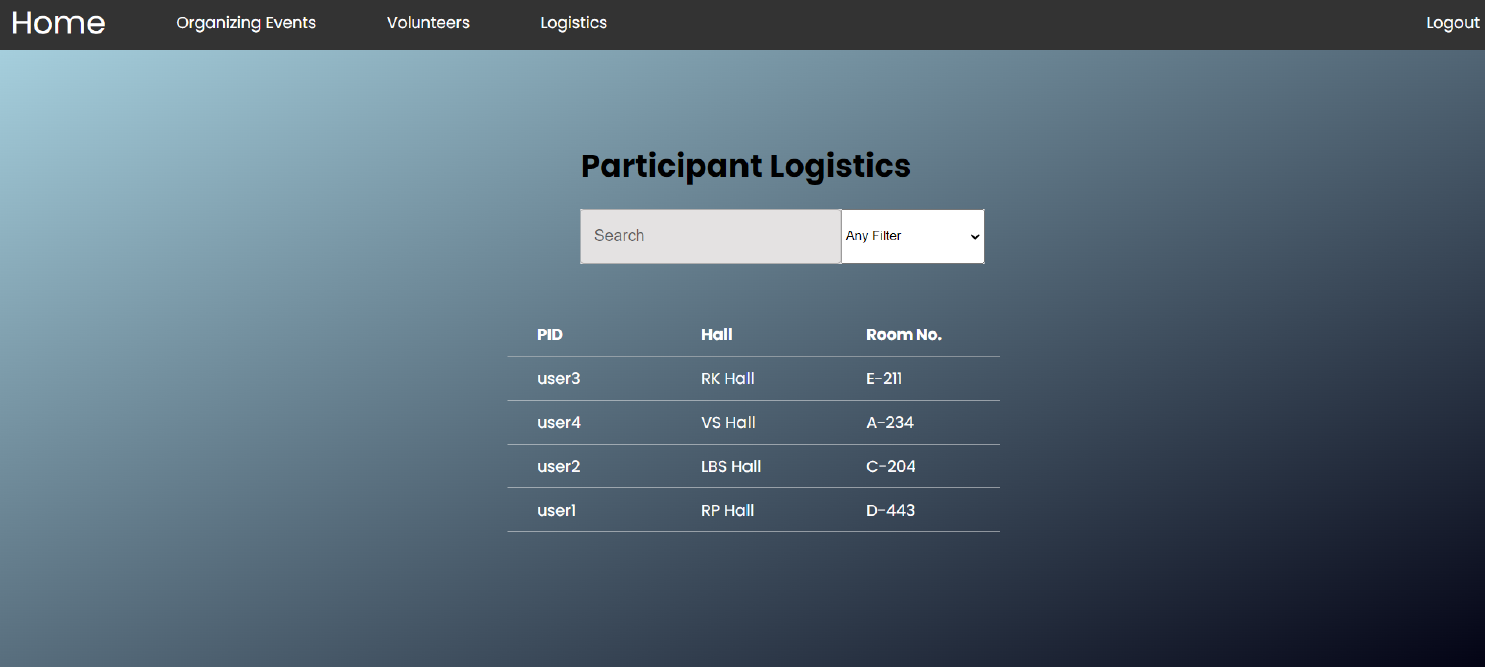 Home Organizing Events Volunteers Logistics Logout
Participant Logistics
Search Any Filter
PID Hall Room No.
user3 RK Hall E-211
user4 VS Hall A-234
user2 LBS Hall C-204
user1 RP Hall D-443